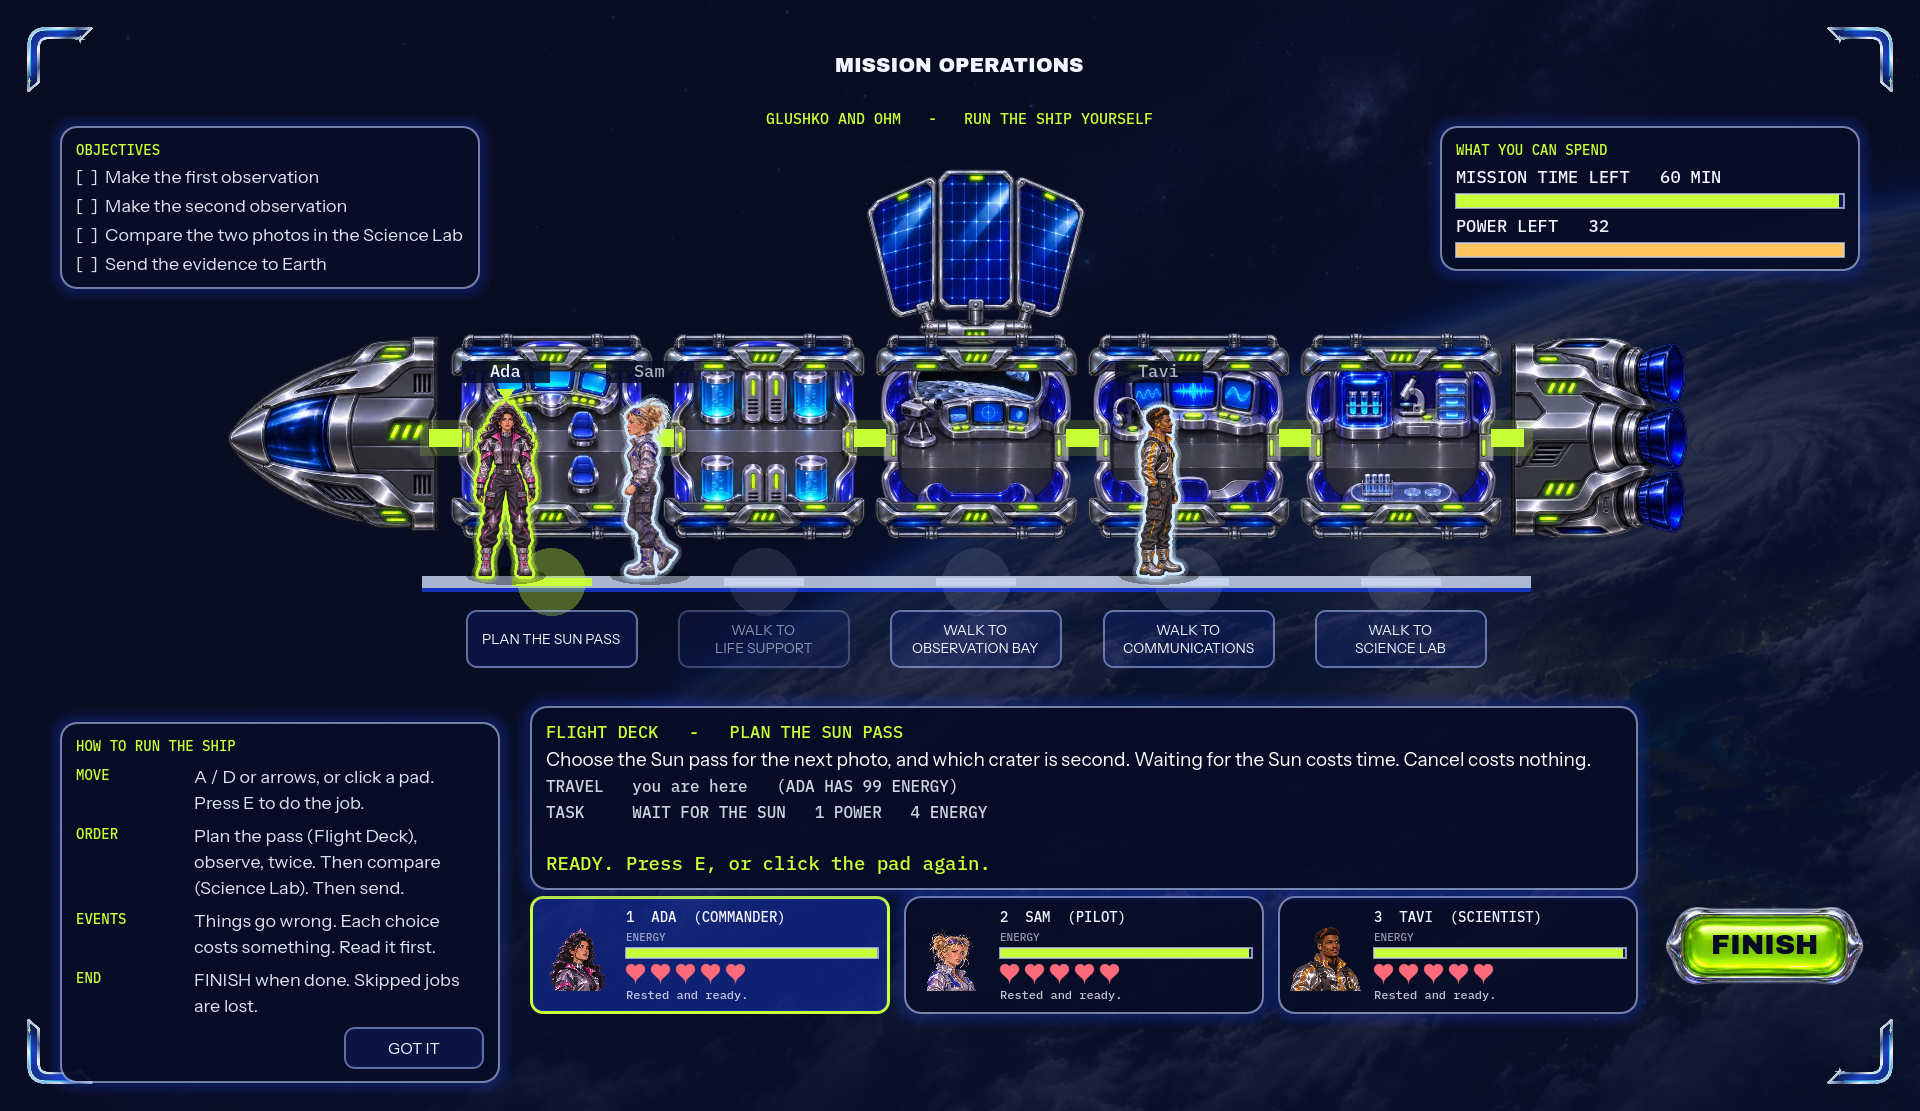 MISSION OPERATIONS
GLUSHKO AND OHM - RUN THE SHIP YOURSELF
OBJECTIVES
[ ] Make the first observation
[ ] Make the second observation
[ ] Compare the two photos in the Science Lab
[ ] Send the evidence to Earth
WHAT YOU CAN SPEND
MISSION TIME LEFT 60 MIN
POWER LEFT 32
Ada
Sam
Tavi
PLAN THE SUN PASS
WALK TO
LIFE SUPPORT
WALK TO
OBSERVATION BAY
WALK TO
COMMUNICATIONS
WALK TO
SCIENCE LAB
HOW TO RUN THE SHIP
MOVE A / D or arrows, or click a pad.
Press E to do the job.
ORDER Plan the pass (Flight Deck),
observe, twice. Then compare
(Science Lab). Then send.
EVENTS Things go wrong. Each choice
costs something. Read it first.
END FINISH when done. Skipped jobs
are lost.
GOT IT
FLIGHT DECK - PLAN THE SUN PASS
Choose the Sun pass for the next photo, and which crater is second. Waiting for the Sun costs time. Cancel costs nothing.
TRAVEL you are here (ADA HAS 99 ENERGY)
TASK WAIT FOR THE SUN 1 POWER 4 ENERGY
READY. Press E, or click the pad again.
1 ADA (COMMANDER)
ENERGY
Rested and ready.
2 SAM (PILOT)
ENERGY
Rested and ready.
3 TAVI (SCIENTIST)
ENERGY
Rested and ready.
FINISH